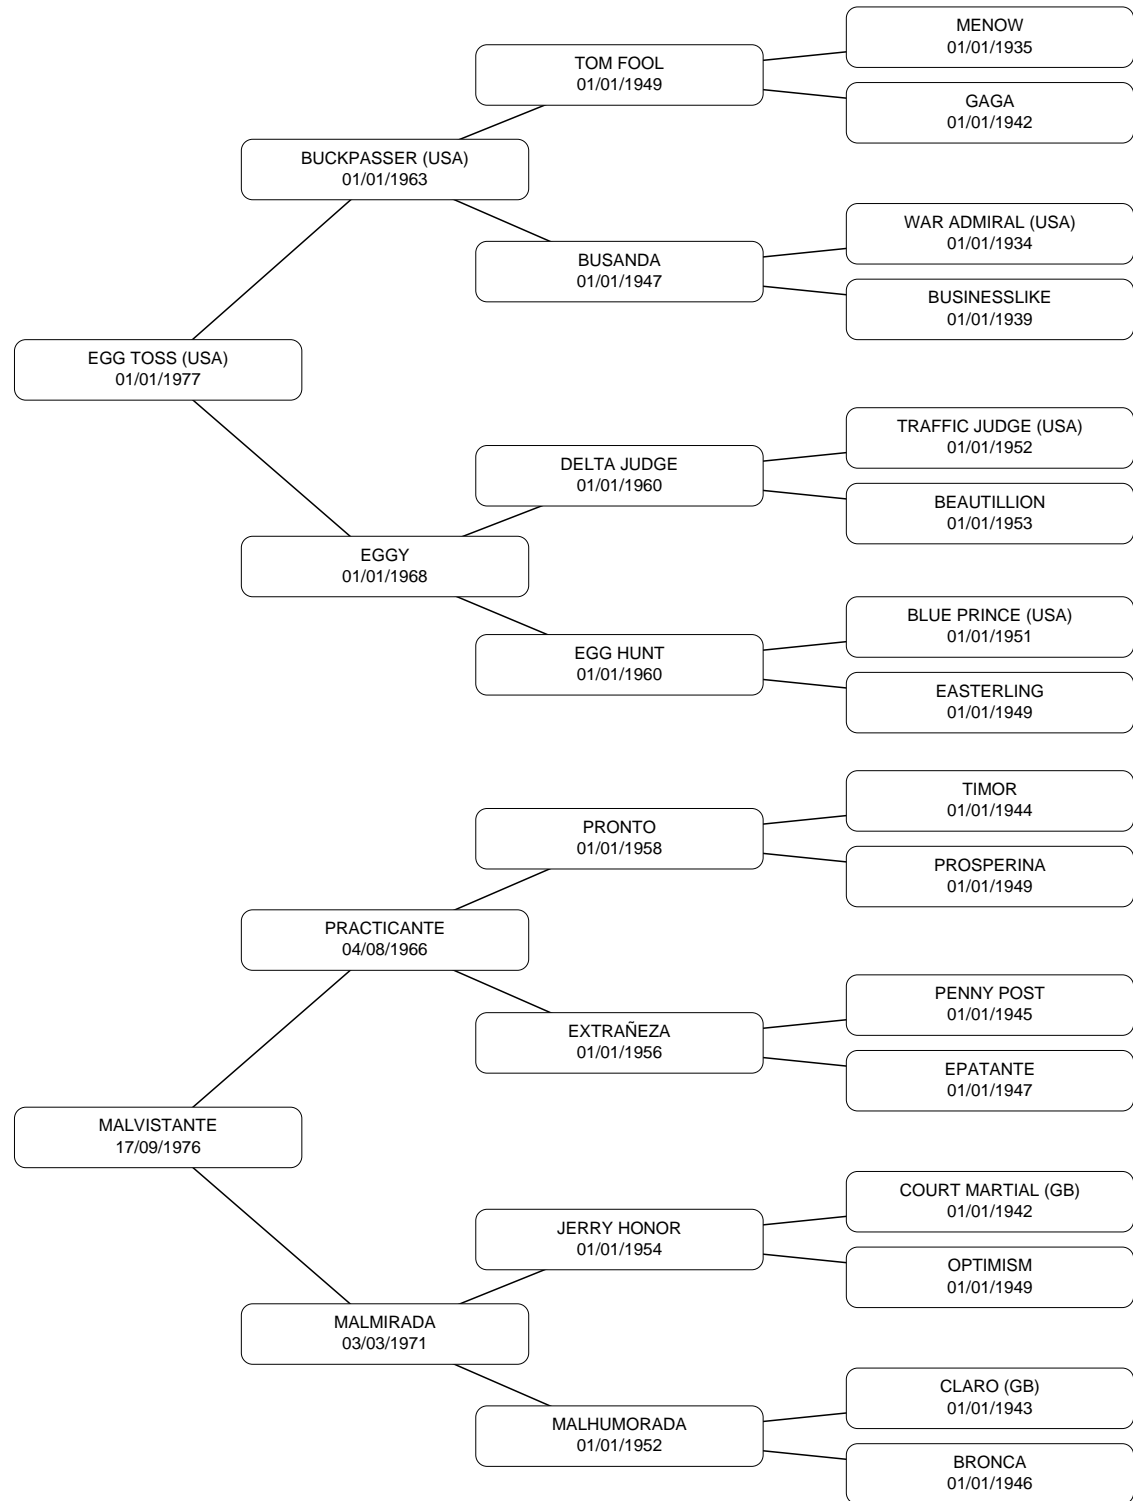 MENOW
01/01/1935
TOM FOOL
01/01/1949
GAGA
01/01/1942
BUCKPASSER (USA)
01/01/1963
WAR ADMIRAL (USA)
01/01/1934
BUSANDA
01/01/1947
BUSINESSLIKE
01/01/1939
EGG TOSS (USA)
01/01/1977
TRAFFIC JUDGE (USA)
01/01/1952
DELTA JUDGE
01/01/1960
BEAUTILLION
01/01/1953
EGGY
01/01/1968
BLUE PRINCE (USA)
01/01/1951
EGG HUNT
01/01/1960
EASTERLING
01/01/1949
TIMOR
01/01/1944
PRONTO
01/01/1958
PROSPERINA
01/01/1949
PRACTICANTE
04/08/1966
PENNY POST
01/01/1945
EXTRAÑEZA
01/01/1956
EPATANTE
01/01/1947
MALVISTANTE
17/09/1976
COURT MARTIAL (GB)
01/01/1942
JERRY HONOR
01/01/1954
OPTIMISM
01/01/1949
MALMIRADA
03/03/1971
CLARO (GB)
01/01/1943
MALHUMORADA
01/01/1952
BRONCA
01/01/1946